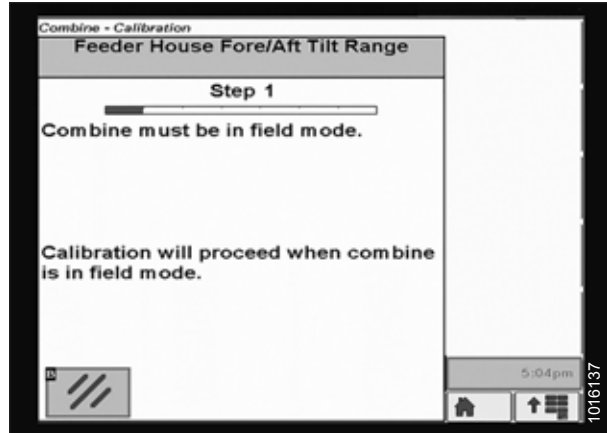 Combine - Calibration
Feeder House Fore/Aft Tilt Range
Step 1
Combine must be in field mode.
Calibration will proceed when combine
is in field mode.
5:04pm
1016137